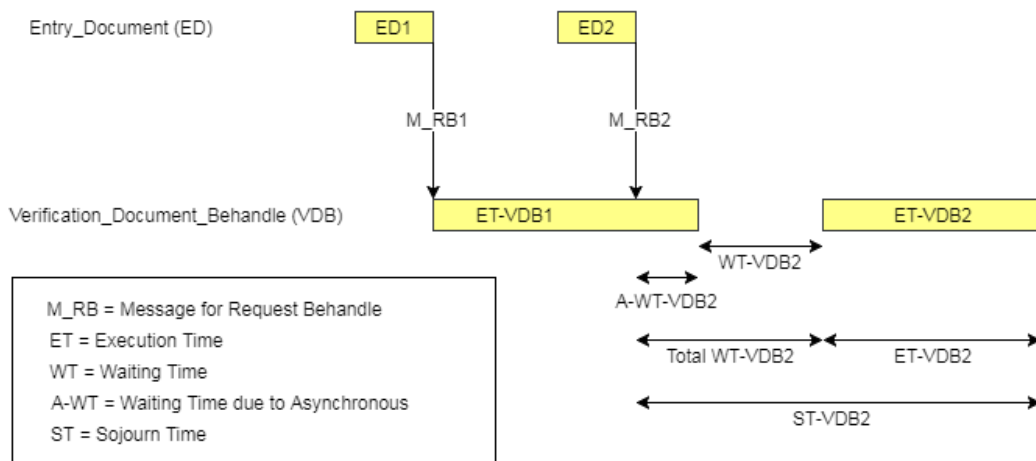 Entry_Document (ED)
ED1
ED2
M_RB1
M_RB2
Verification_Document_Behandle (VDB)
ET-VDB1
ET-VDB2
WT-VDB2
A-WT-VDB2
Total WT-VDB2
ET-VDB2
ST-VDB2
M_RB = Message for Request Behandle
ET = Execution Time
WT = Waiting Time
A-WT = Waiting Time due to Asynchronous
ST = Sojourn Time